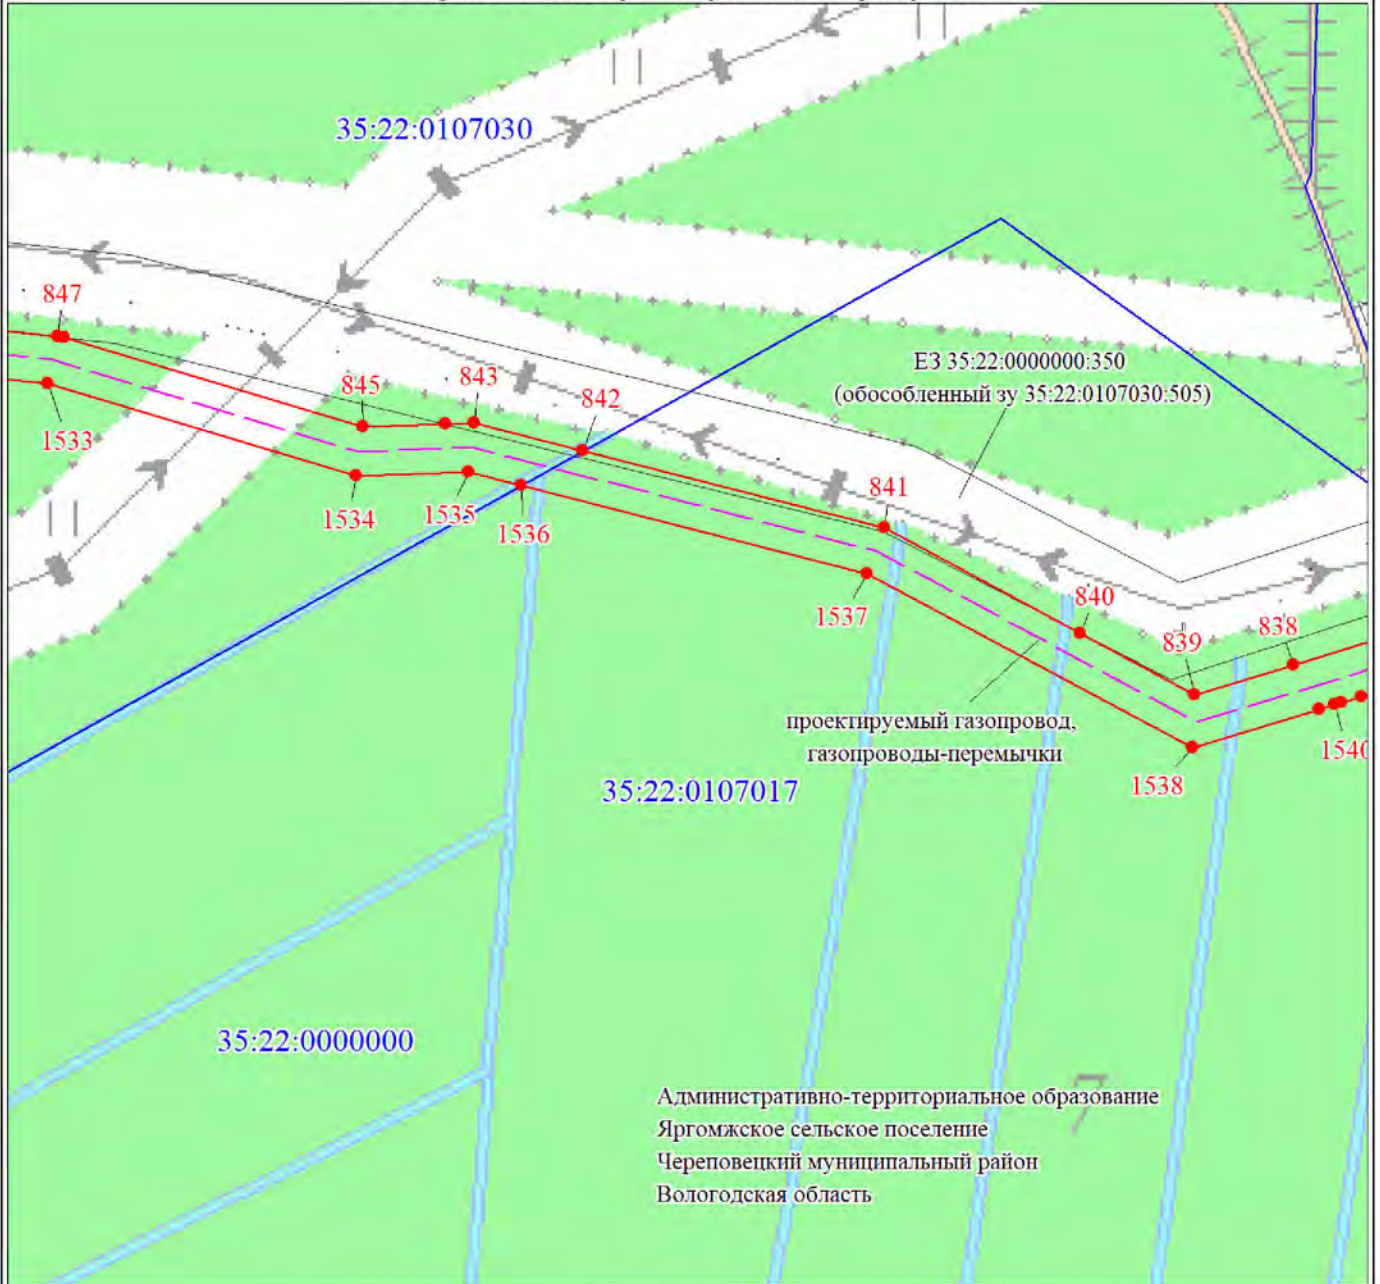 35:22:0107030
847
845
843
842
ЕЗ 35:22:0000000:350
(обособленный зу 35:22:0107030:505)
1533
841
1534
1535
1536
1537
840
839
838
проектируемый газопровод,
газопроводы-перемычки
1540
1538
35:22:0107017
35:22:0000000
7
Административно-территориальное образование
Яргомжское сельское поселение
Череповецкий муниципальный район
Вологодская область